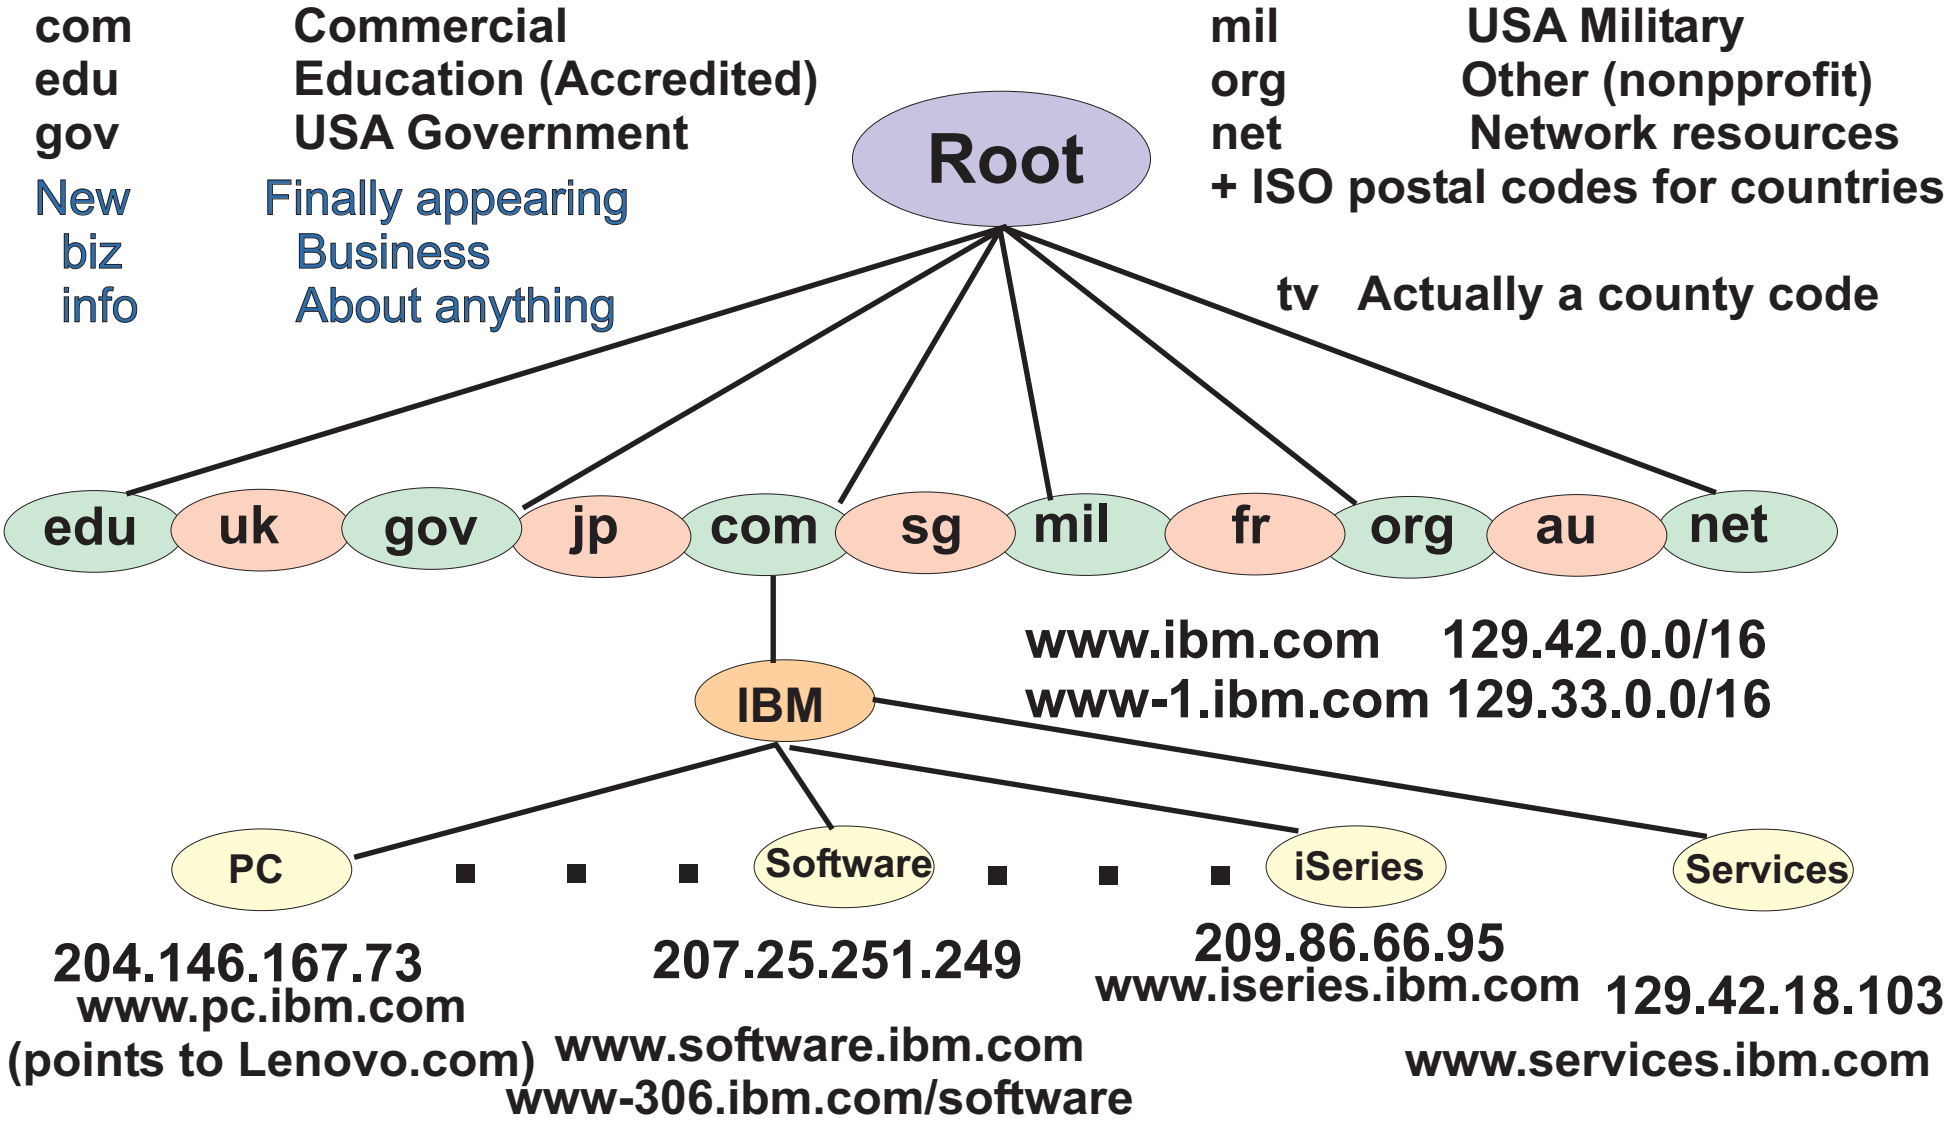 com Commercial
edu Education (Accredited)
gov USA Government
New Finally appearing
biz Business
info About anything
mil USA Military
org Other (nonpprofit)
net Network resources
+ ISO postal codes for countries
tv Actually a county code
Root
edu uk gov jp com sg mil fr org au net
www.ibm.com 129.42.0.0/16
www-1.ibm.com 129.33.0.0/16
IBM
PC Software iSeries Services
204.146.167.73
www.pc.ibm.com
(points to Lenovo.com)
207.25.251.249
www.software.ibm.com
www-306.ibm.com/software
209.86.66.95
www.iseries.ibm.com
129.42.18.103
www.services.ibm.com